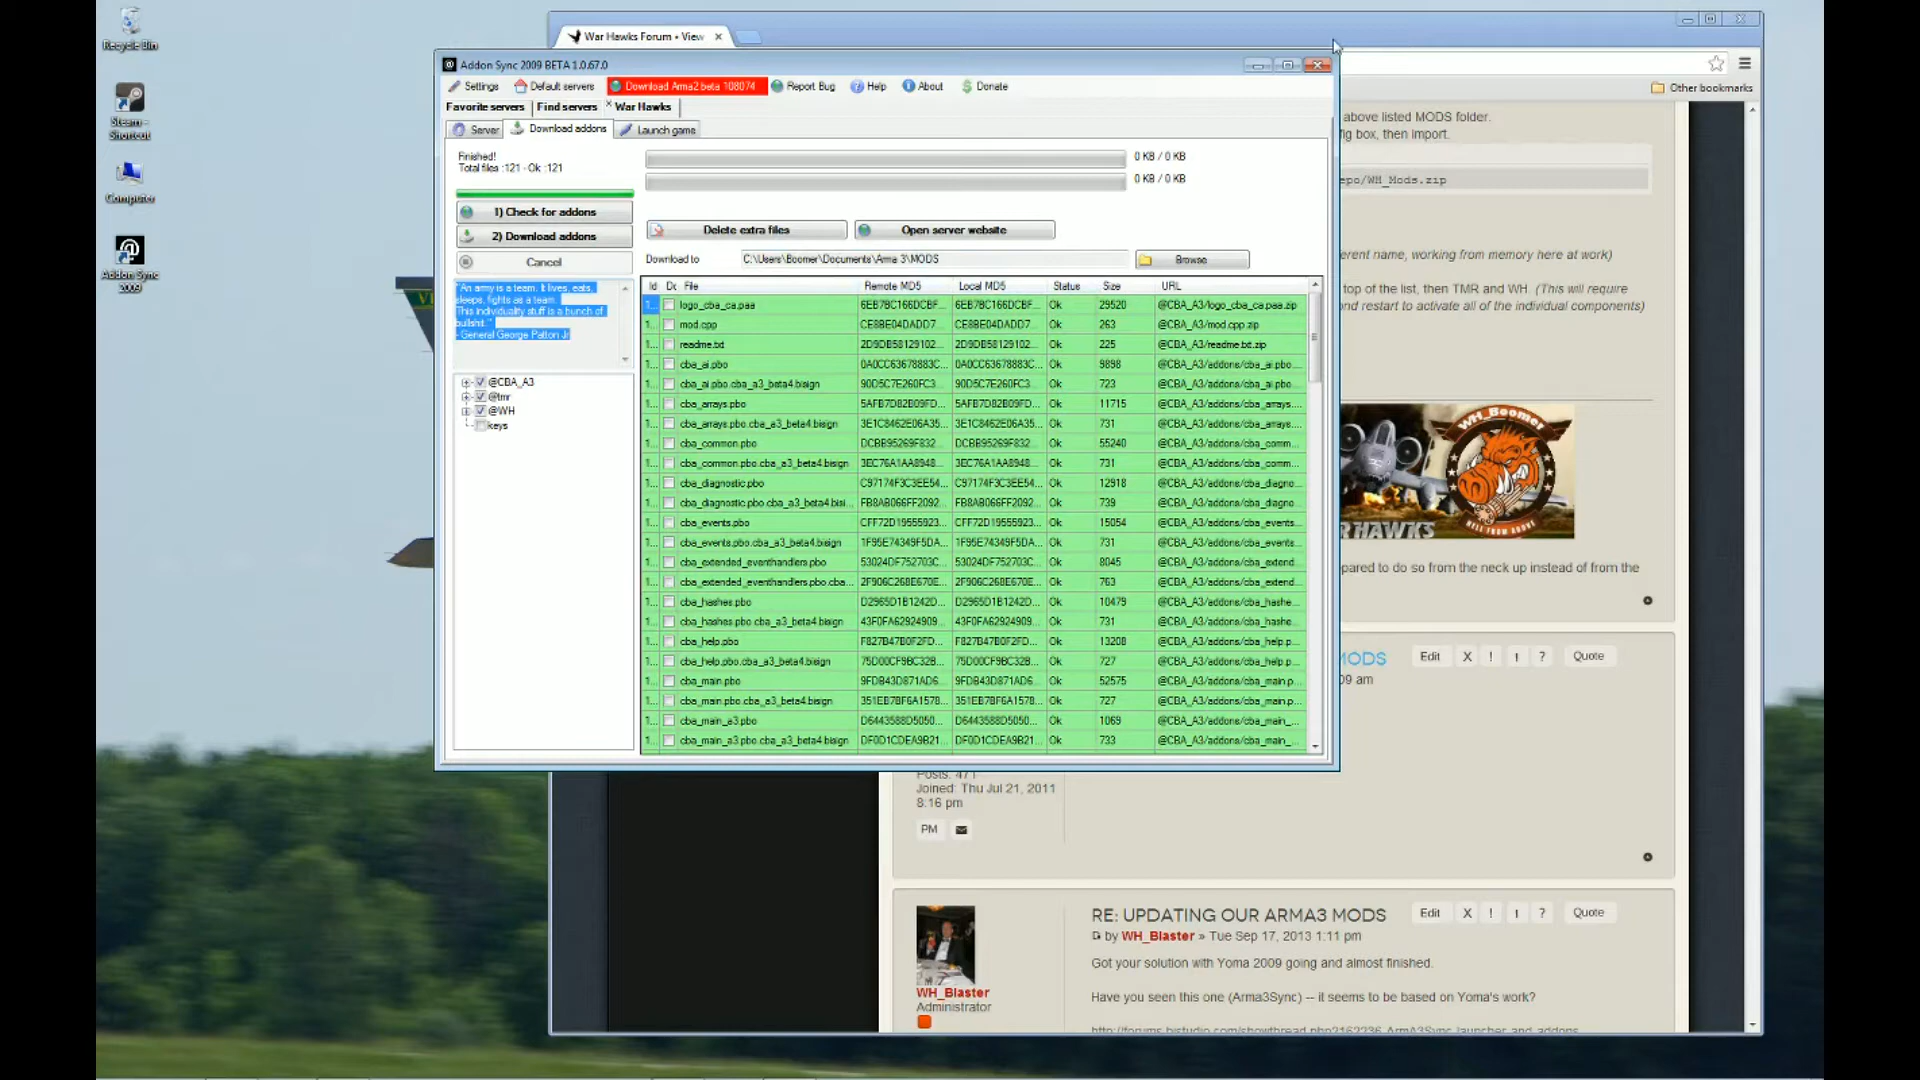 Recycle Bin
Steam -
Shortcut
Computer
Addon Sync
2009
War Hawks Forum • View
Other bookmarks
Addon Sync 2009 BETA 1.0.67.0
Settings
Default servers
Download Arma2 beta 108074
Report Bug
Help
About
Donate
Favorite servers
Find servers
War Hawks
Server
Download addons
Launch game
Finished!
Total files :121 - Ok :121
0 KB / 0 KB
0 KB / 0 KB
1) Check for addons
2) Download addons
Cancel
Delete extra files
Open server website
Download to
C:\Users\Boomer\Documents\Arma 3\MODS
Browse
"An army is a team. It lives, eats,
sleeps, fights as a team.
This individuality stuff is a bunch of
bullshit."
- General George Patton Jr
@CBA_A3
@tmr
@WH
keys
Id File Remote MD5 Local MD5 Status Size URL
1... logo_cba_ca.paa 6EB78C166DCBF... 6EB78C166DCBF... Ok 29520 @CBA_A3/logo_cba_ca.paa.zip
1... mod.cpp CE8BE04DADD7... CE8BE04DADD7... Ok 263 @CBA_A3/mod.cpp.zip
1... readme.txt 2D9DB58129102... 2D9DB58129102... Ok 225 @CBA_A3/readme.txt.zip
1... cba_ai.pbo 0A0CC63678883C... 0A0CC63678883C... Ok 9898 @CBA_A3/addons/cba_ai.pbo....
1... cba_ai.pbo.cba_a3_beta4.bisign 90D5C7E260FC3... 90D5C7E260FC3... Ok 723 @CBA_A3/addons/cba_ai.pbo....
1... cba_arrays.pbo 5AFB7D82B09FD... 5AFB7D82B09FD... Ok 11715 @CBA_A3/addons/cba_arrays....
1... cba_arrays.pbo.cba_a3_beta4.bisign 3E1C8462E06A35... 3E1C8462E06A35... Ok 731 @CBA_A3/addons/cba_arrays....
1... cba_common.pbo DCBB95269F832... DCBB95269F832... Ok 55240 @CBA_A3/addons/cba_comm...
1... cba_common.pbo.cba_a3_beta4.bisign 3EC76A1AA8948... 3EC76A1AA8948... Ok 731 @CBA_A3/addons/cba_comm...
1... cba_diagnostic.pbo C97174F3C3EE54... C97174F3C3EE54... Ok 12918 @CBA_A3/addons/cba_diagno...
1... cba_diagnostic.pbo.cba_a3_beta4.bisi... FB8AB066FF2092... FB8AB066FF2092... Ok 739 @CBA_A3/addons/cba_diagno...
1... cba_events.pbo CFF72D19555923... CFF72D19555923... Ok 15054 @CBA_A3/addons/cba_events...
1... cba_events.pbo.cba_a3_beta4.bisign 1F95E74349F5DA... 1F95E74349F5DA... Ok 731 @CBA_A3/addons/cba_events...
1... cba_extended_eventhandlers.pbo 53024DF752703C... 53024DF752703C... Ok 8045 @CBA_A3/addons/cba_extend...
1... cba_extended_eventhandlers.pbo.cba... 2F906C268E670E... 2F906C268E670E... Ok 763 @CBA_A3/addons/cba_extend...
1... cba_hashes.pbo D2965D1B1242D... D2965D1B1242D... Ok 10479 @CBA_A3/addons/cba_hashe...
1... cba_hashes.pbo.cba_a3_beta4.bisign 43F0FA62924909... 43F0FA62924909... Ok 731 @CBA_A3/addons/cba_hashe...
1... cba_help.pbo F827B47B0F2FD... F827B47B0F2FD... Ok 13208 @CBA_A3/addons/cba_help.p...
1... cba_help.pbo.cba_a3_beta4.bisign 75D00CF9BC32B... 75D00CF9BC32B... Ok 727 @CBA_A3/addons/cba_help.p...
1... cba_main.pbo 9FDB43D871AD6... 9FDB43D871AD6... Ok 52575 @CBA_A3/addons/cba_main.p...
1... cba_main.pbo.cba_a3_beta4.bisign 351EB7BF6A1578... 351EB7BF6A1578... Ok 727 @CBA_A3/addons/cba_main.p...
1... cba_main_a3.pbo D6443588D5050... D6443588D5050... Ok 1069 @CBA_A3/addons/cba_main_...
1... cba_main_a3.pbo.cba_a3_beta4.bisign DF0D1CDEA9B21... DF0D1CDEA9B21... Ok 733 @CBA_A3/addons/cba_main_...
above listed MODS folder.
fig box, then import.
epo/WH_Mods.zip
erent name, working from memory here at work)
top of the list, then TMR and WH. (This will require
nd restart to activate all of the individual components)
WH_Boomer
HAWKS
HELL FROM ABOVE
pared to do so from the neck up instead of from the
MODS
Edit X ! ? Quote
09 am
Posts: 471
Joined: Thu Jul 21, 2011
8:16 pm
PM
RE: UPDATING OUR ARMA3 MODS
Edit X ! ? Quote
by WH_Blaster » Tue Sep 17, 2013 1:11 pm
Got your solution with Yoma 2009 going and almost finished.
WH_Blaster
Administrator
Have you seen this one (Arma3Sync) -- it seems to be based on Yoma's work?
http://forums.bistudio.com/showthread.php?162236-ArmA3Sync-launcher-and-addons